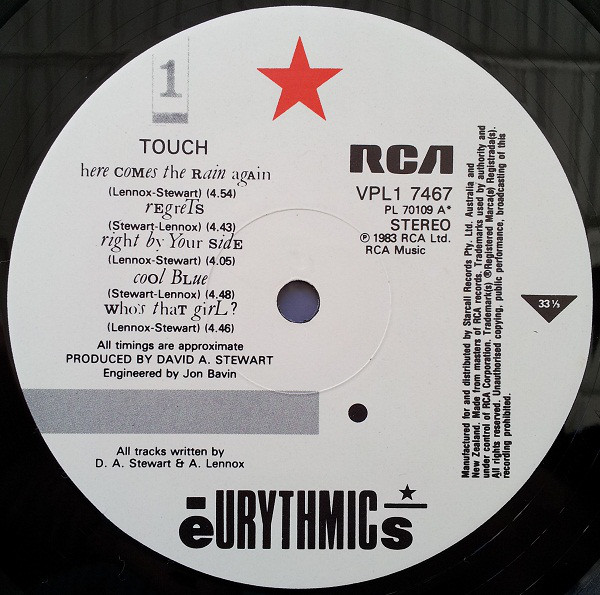 1
TOUCH
here COMes the Rain agAin
(Lennox-Stewart) (4.54)
rEgreTS
(Stewart-Lennox) (4.43)
right by YOur SidE
(Lennox-Stewart) (4.05)
cOOl BLue
(Stewart-Lennox) (4.48)
WhO's thaT girL?
(Lennox-Stewart) (4.46)
All timings are approximate
PRODUCED BY DAVID A. STEWART
Engineered by Jon Bavin
All tracks written by
D. A. Stewart & A. Lennox
RCA
VPL1 7467
PL 70109 A*
STEREO
℗ 1983 RCA Ltd.
RCA Music
33⅓
Manufactured for and distributed by Starcall Records Pty. Ltd. Australia and
New Zealand. Made from masters of RCA records. Trademarks used by authority and
under control of RCA Corporation. Trademark(s) ®Registered Marca(s) Registrada(s).
All rights reserved. Unauthorised copying, public performance, broadcasting of this
recording prohibited.
eURYTHMICs